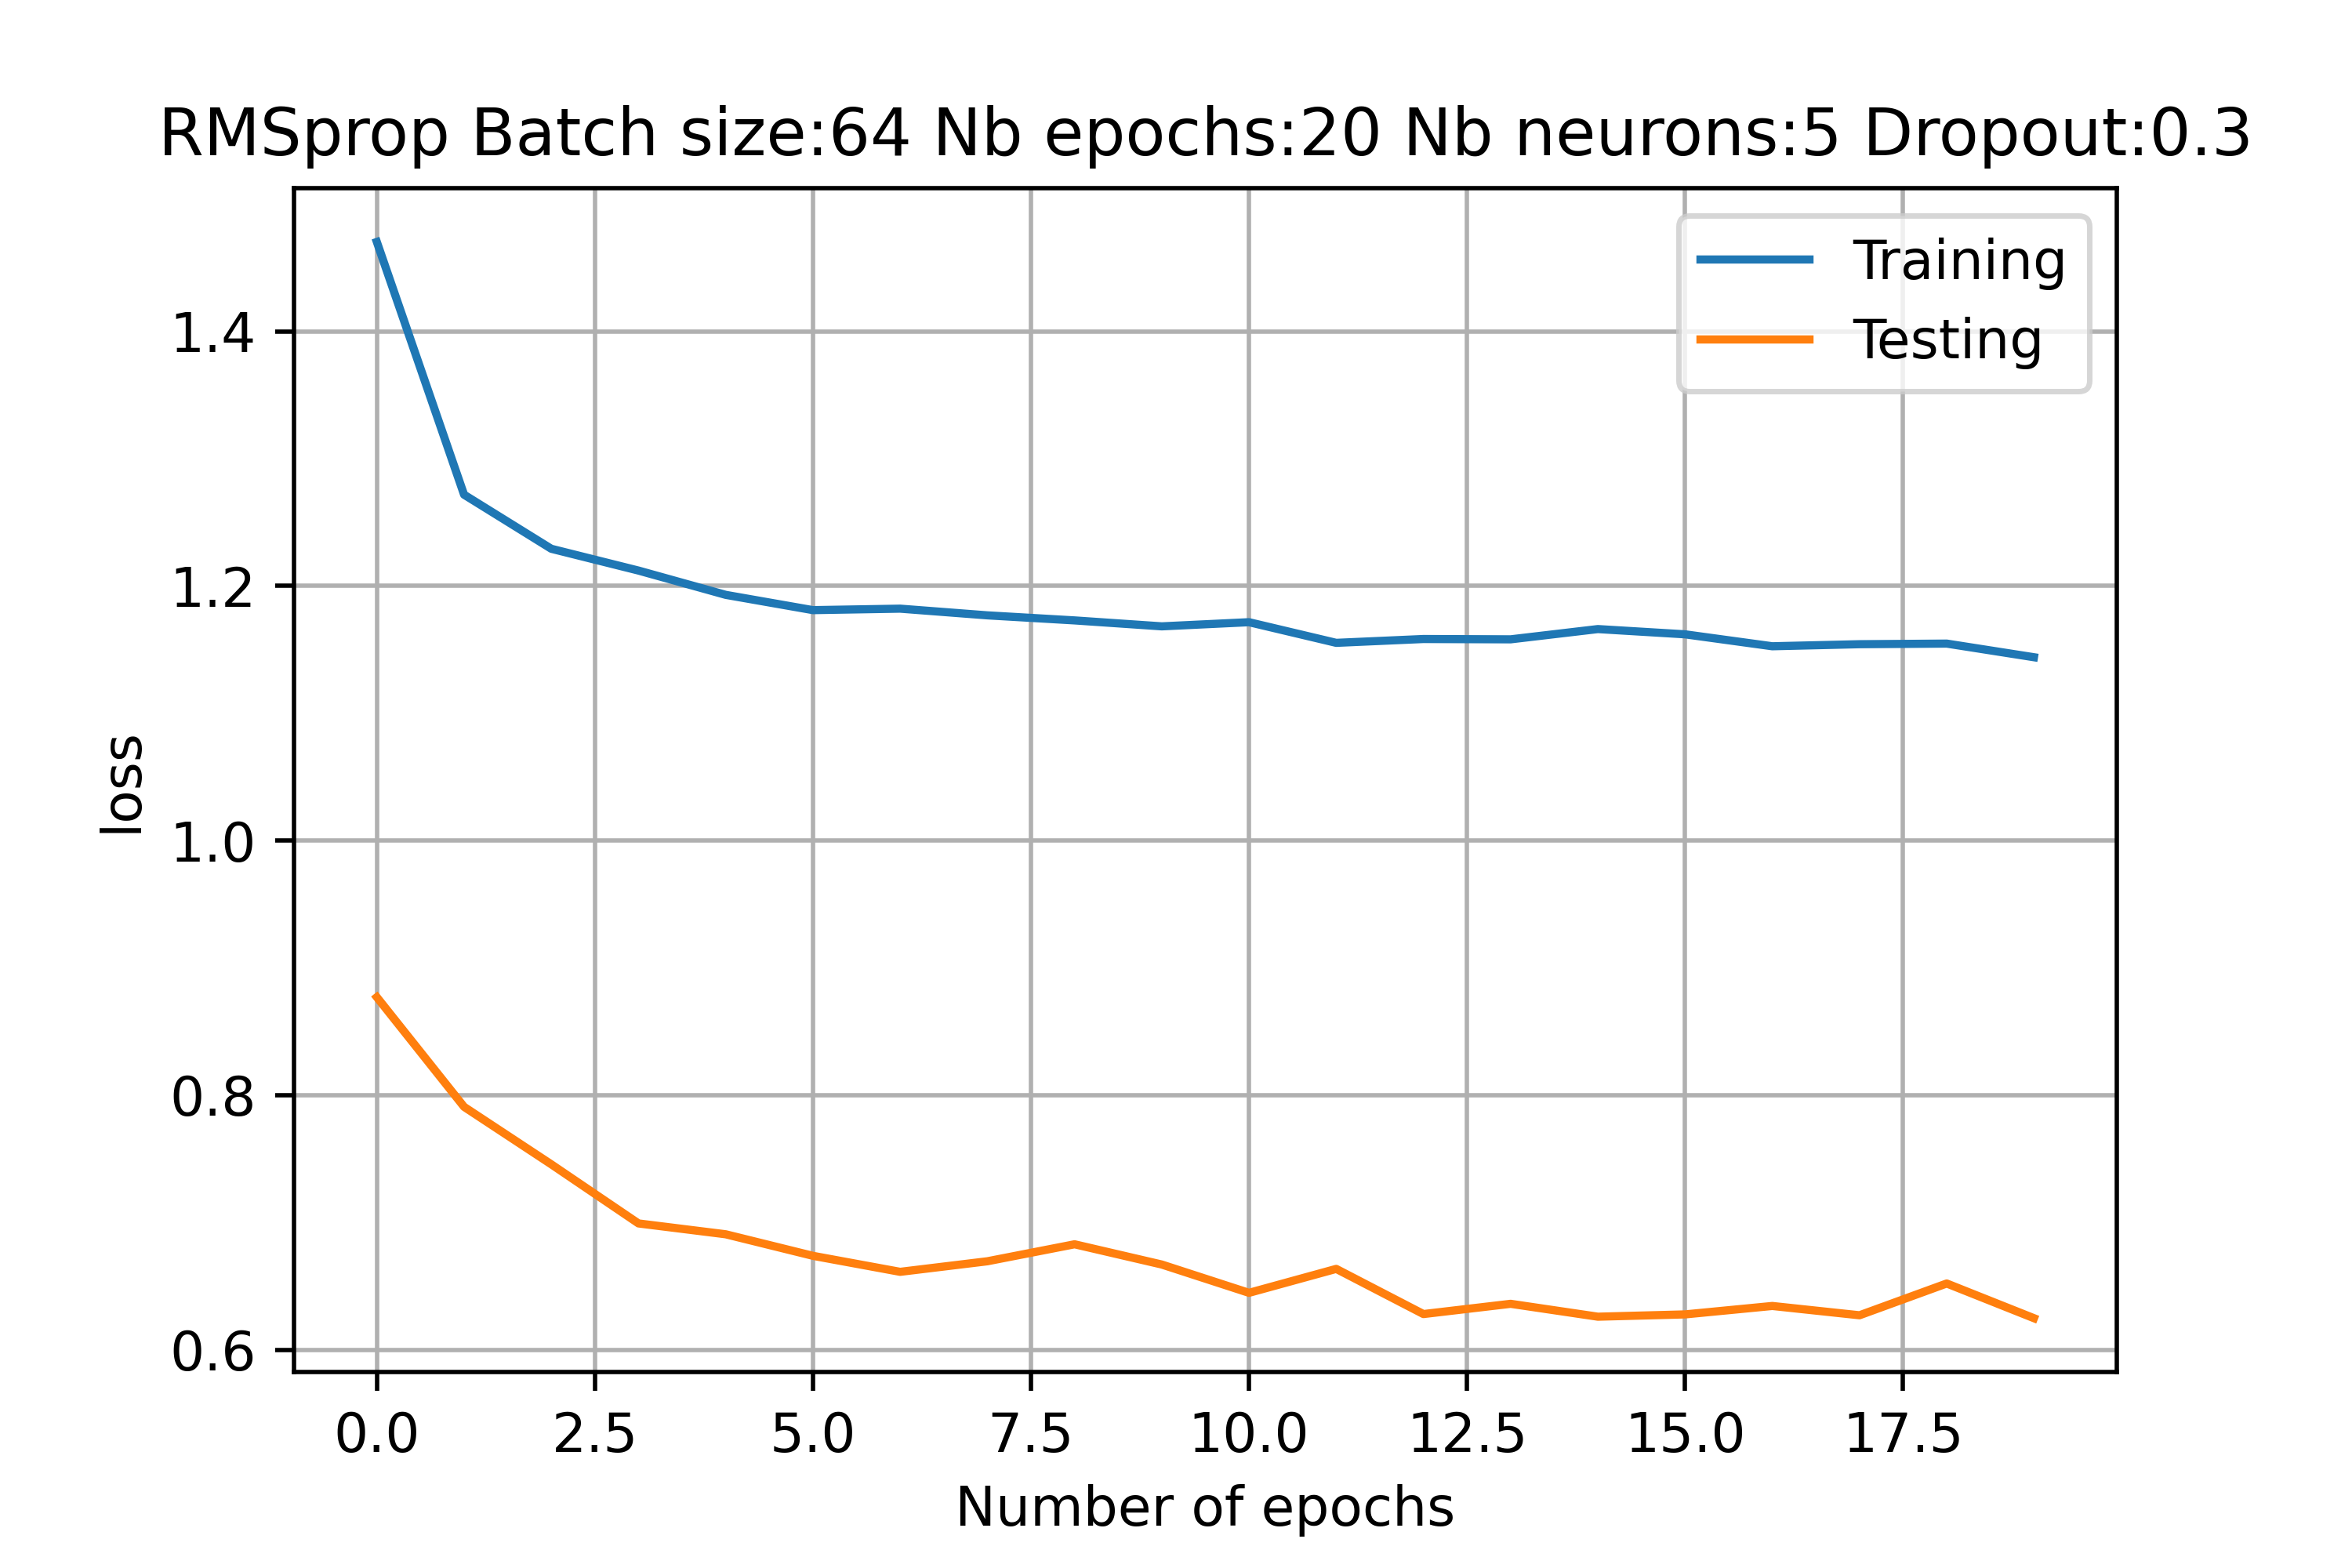 RMSprop Batch size:64 Nb epochs:20 Nb neurons:5 Dropout:0.3
Training
Testing
1.4
1.2
1.0
0.8
0.6
loss
0.0 2.5 5.0 7.5 10.0 12.5 15.0 17.5
Number of epochs